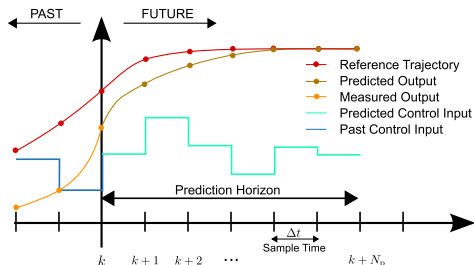 PAST FUTURE
Reference Trajectory
Predicted Output
Measured Output
Predicted Control Input
Past Control Input
Prediction Horizon
Δt
Sample Time
k k + 1 k + 2 ... k + Np